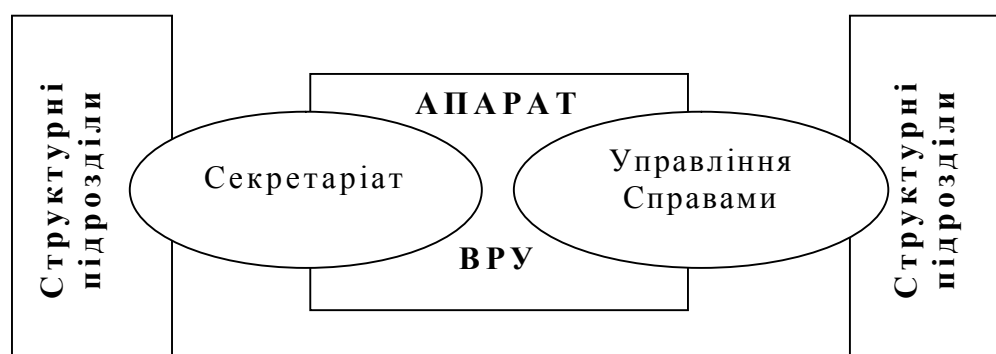 Структурні
підрозділи
АПАРАТ
Секретаріат
ВРУ
Управління
Справами
Структурні
підрозділи